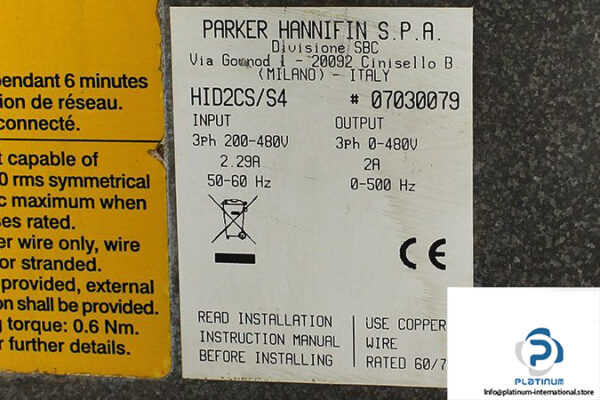 pendant 6 minutes
ion de réseau.
connecté.
t capable of
0 rms symmetrical
c maximum when
ses rated.
er wire only, wire
or stranded.
provided, external
on shall be provided.
g torque: 0.6 Nm.
r further details.
PARKER HANNIFIN S.P.A.
Divisione SBC
Via Gounod 1 - 20092 Cinisello B
(MILANO) - ITALY
HID2CS/S4 # 07030079
INPUT OUTPUT
3Ph 200-480V 3Ph 0-480V
2.29A 2A
50-60 Hz 0-500 Hz
CE
READ INSTALLATION
INSTRUCTION MANUAL
BEFORE INSTALLING
USE COPPER
WIRE
RATED 60/7
PLATINUM
info@platinum-international.store